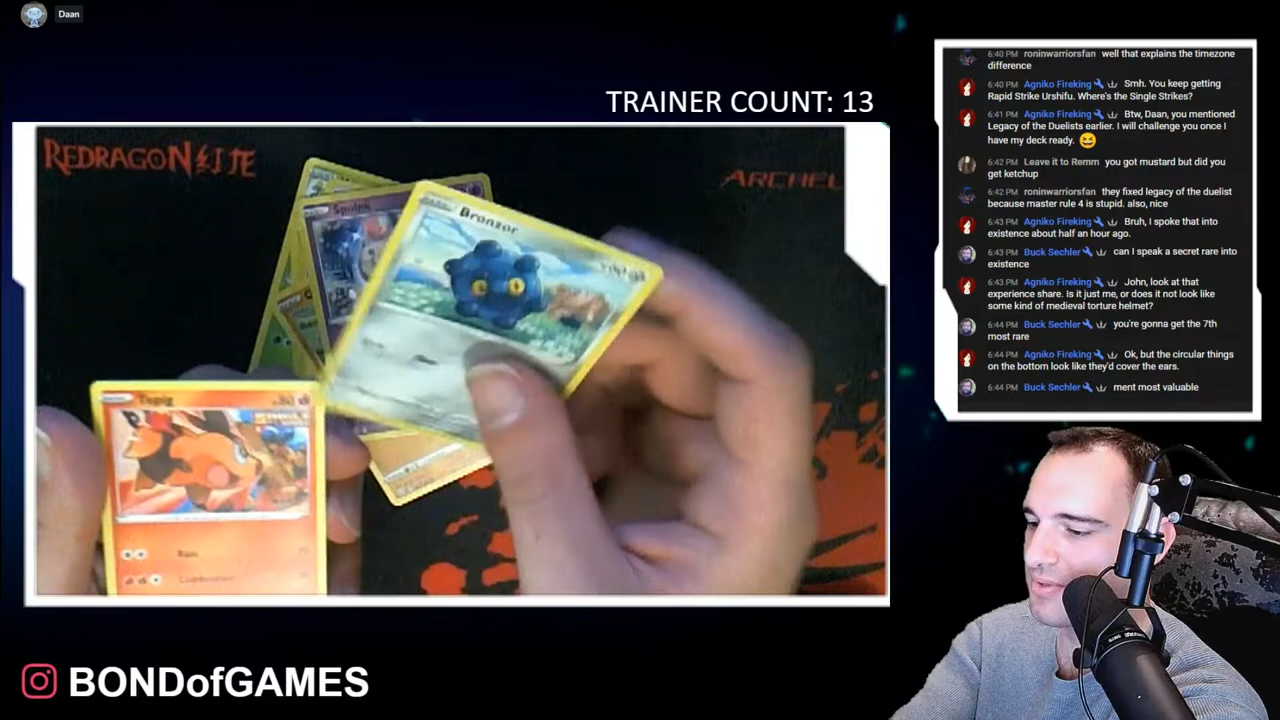 Daan
TRAINER COUNT: 13
REDRAGON
ARCHE
Spoink
Bronzor
Tepig
Ram
Combustion
6:40 PM roninwarriorsfan well that explains the timezone
difference
6:40 PM Agniko Fireking Smh. You keep getting
Rapid Strike Urshifu. Where's the Single Strikes?
6:41 PM Agniko Fireking Btw, Daan, you mentioned
Legacy of the Duelists earlier. I will challenge you once I
have my deck ready.
6:42 PM Leave it to Remm you got mustard but did you
get ketchup
6:42 PM roninwarriorsfan they fixed legacy of the duelist
because master rule 4 is stupid. also, nice
6:43 PM Agniko Fireking Bruh, I spoke that into
existence about half an hour ago.
6:43 PM Buck Sechler can I speak a secret rare into
existence
6:43 PM Agniko Fireking John, look at that
experience share. Is it just me, or does it not look like
some kind of medieval torture helmet?
6:44 PM Buck Sechler you're gonna get the 7th
most rare
6:44 PM Agniko Fireking Ok, but the circular things
on the bottom look like they'd cover the ears.
6:44 PM Buck Sechler ment most valuable
BONDofGAMES